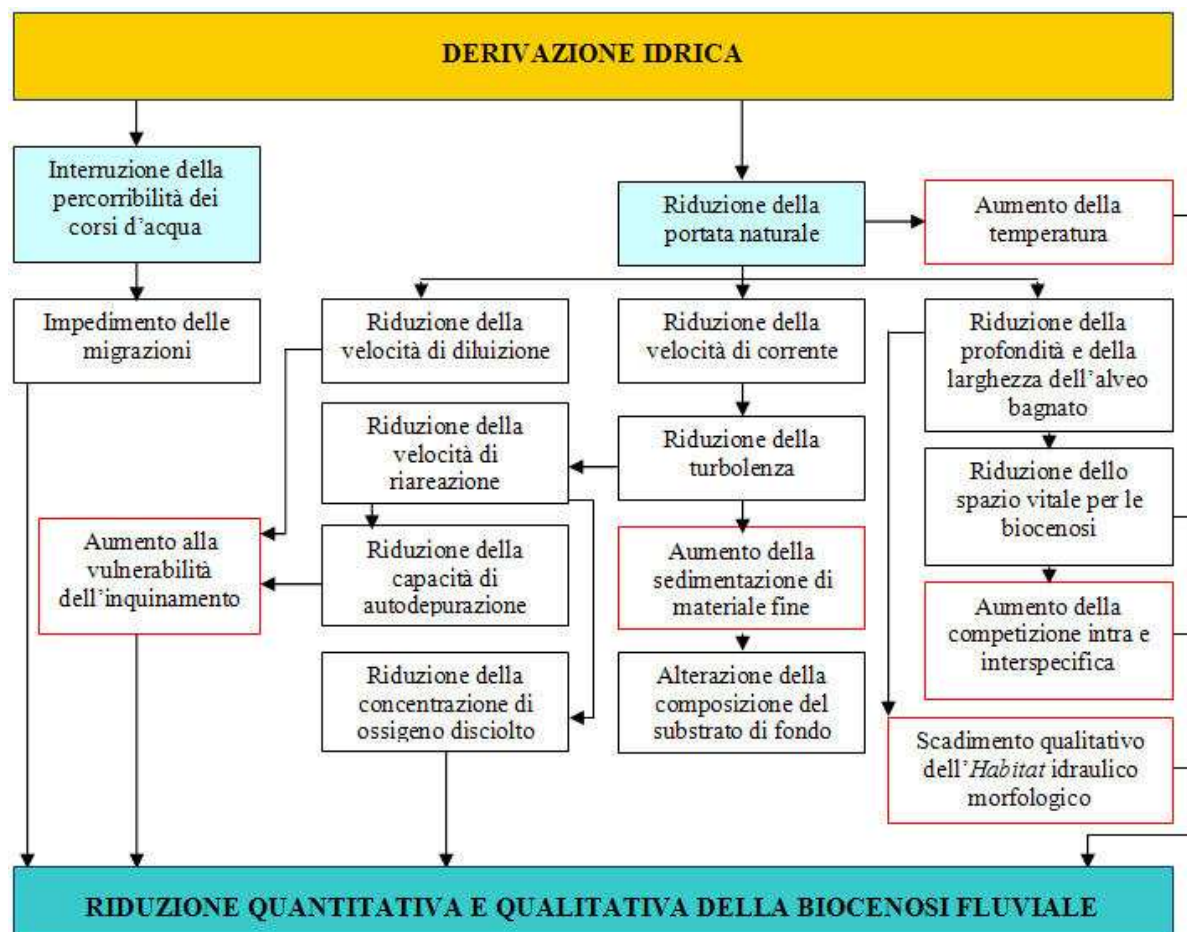 DERIVAZIONE IDRICA
Interruzione della
percorribilità dei
corsi d'acqua
Riduzione della
portata naturale
Aumento della
temperatura
Impedimento delle
migrazioni
Riduzione della
velocità di diluizione
Riduzione della
velocità di corrente
Riduzione della
profondità e della
larghezza dell'alveo
bagnato
Riduzione della
velocità di
riareazione
Riduzione della
turbolenza
Riduzione dello
spazio vitale per le
biocenosi
Aumento alla
vulnerabilità
dell'inquinamento
Riduzione della
capacità di
autodepurazione
Aumento della
sedimentazione di
materiale fine
Aumento della
competizione intra e
interspecifica
Riduzione della
concentrazione di
ossigeno disciolto
Alterazione della
composizione del
substrato di fondo
Scadimento qualitativo
dell'Habitat idraulico
morfologico
RIDUZIONE QUANTITATIVA E QUALITATIVA DELLA BIOCENOSI FLUVIALE